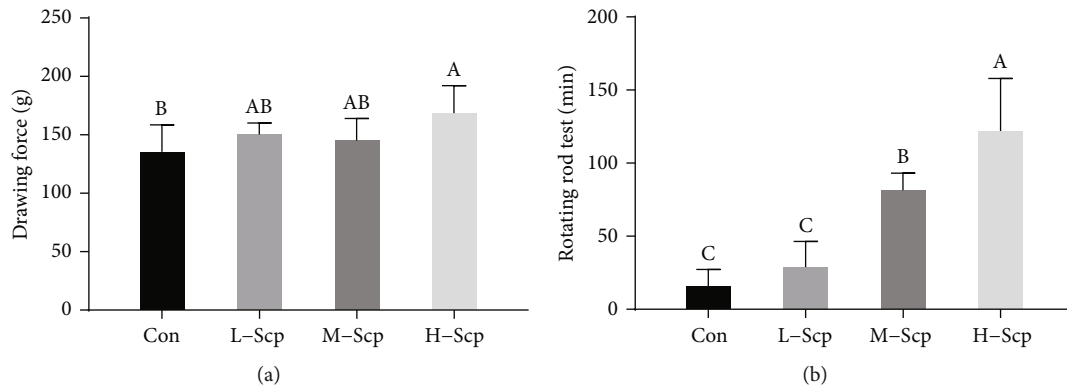 250
200
150
100
50
0
Drawing force (g)
B
AB
AB
A
Con
L–Scp
M–Scp
H–Scp
(a)
200
150
100
50
0
Rotating rod test (min)
C
C
B
A
Con
L–Scp
M–Scp
H–Scp
(b)